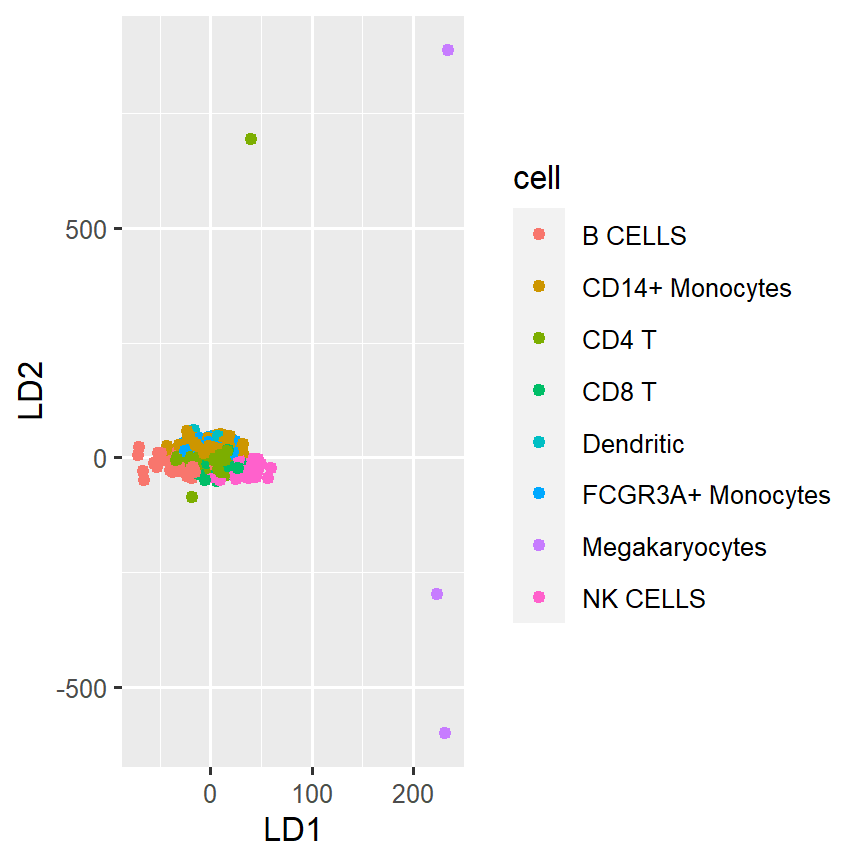 LD2
500
0
-500
0 100 200
LD1
cell
B CELLS
CD14+ Monocytes
CD4 T
CD8 T
Dendritic
FCGR3A+ Monocytes
Megakaryocytes
NK CELLS